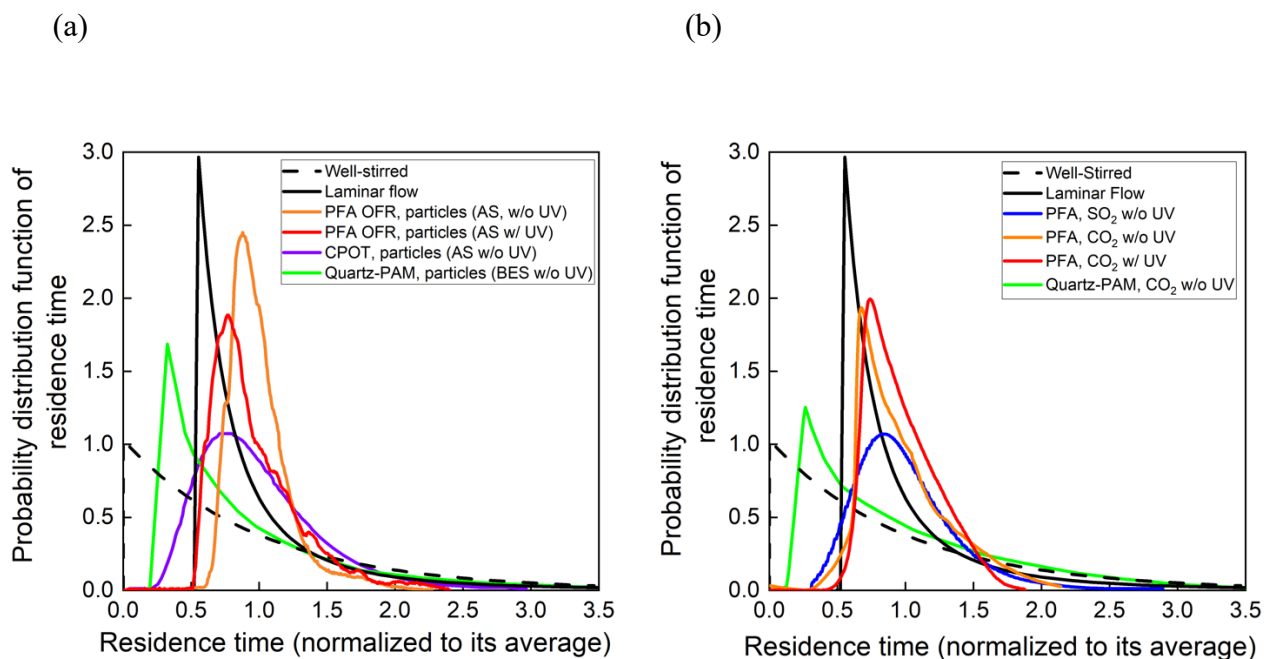 (a)
(b)
Probability distribution function of
residence time
3.0
2.5
2.0
1.5
1.0
0.5
0.0
Well-stirred
Laminar flow
PFA OFR, particles (AS, w/o UV)
PFA OFR, particles (AS w/ UV)
CPOT, particles (AS w/o UV)
Quartz-PAM, particles (BES w/o UV)
0.0 0.5 1.0 1.5 2.0 2.5 3.0 3.5
Residence time (normalized to its average)
Probability distribution function of
residence time
3.0
2.5
2.0
1.5
1.0
0.5
0.0
Well-Stirred
Laminar Flow
PFA, SO₂ w/o UV
PFA, CO₂ w/o UV
PFA, CO₂ w/ UV
Quartz-PAM, CO₂ w/o UV
0.0 0.5 1.0 1.5 2.0 2.5 3.0 3.5
Residence time (normalized to its average)